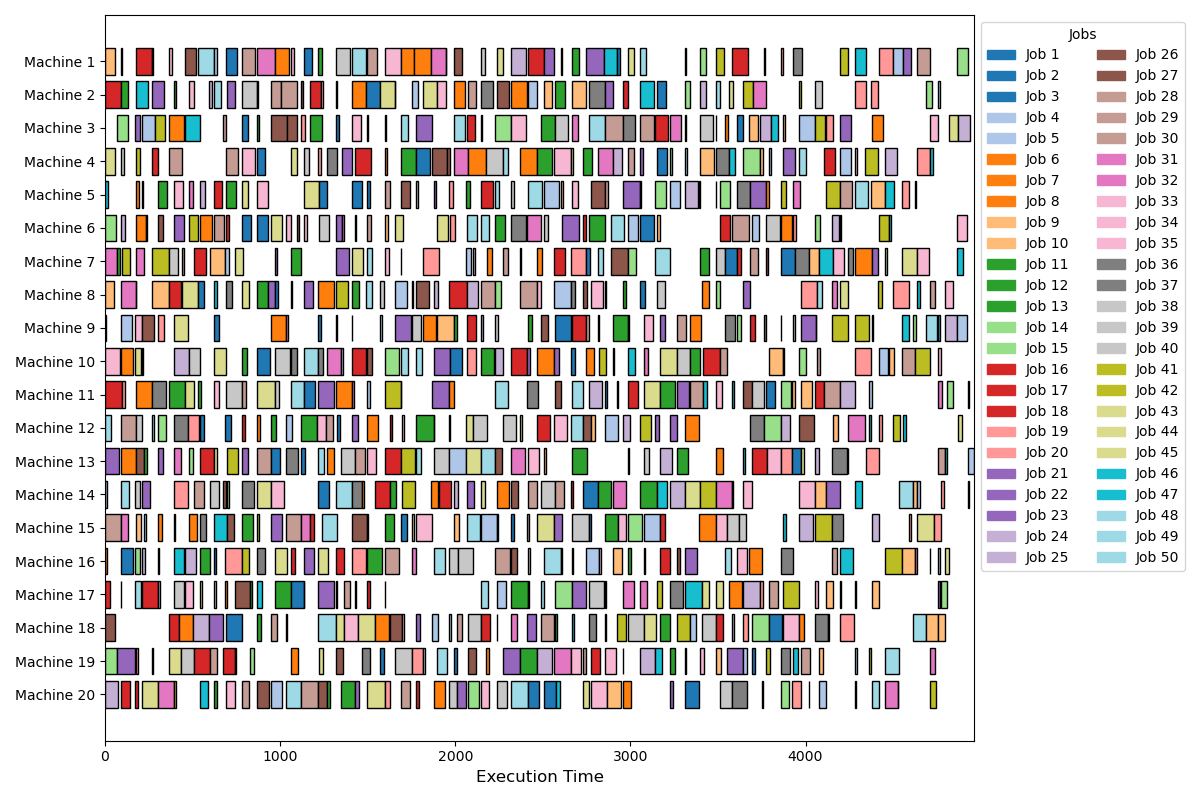 Machine 1
Machine 2
Machine 3
Machine 4
Machine 5
Machine 6
Machine 7
Machine 8
Machine 9
Machine 10
Machine 11
Machine 12
Machine 13
Machine 14
Machine 15
Machine 16
Machine 17
Machine 18
Machine 19
Machine 20
0 1000 2000 3000 4000
Execution Time
Jobs
Job 1 Job 26
Job 2 Job 27
Job 3 Job 28
Job 4 Job 29
Job 5 Job 30
Job 6 Job 31
Job 7 Job 32
Job 8 Job 33
Job 9 Job 34
Job 10 Job 35
Job 11 Job 36
Job 12 Job 37
Job 13 Job 38
Job 14 Job 39
Job 15 Job 40
Job 16 Job 41
Job 17 Job 42
Job 18 Job 43
Job 19 Job 44
Job 20 Job 45
Job 21 Job 46
Job 22 Job 47
Job 23 Job 48
Job 24 Job 49
Job 25 Job 50